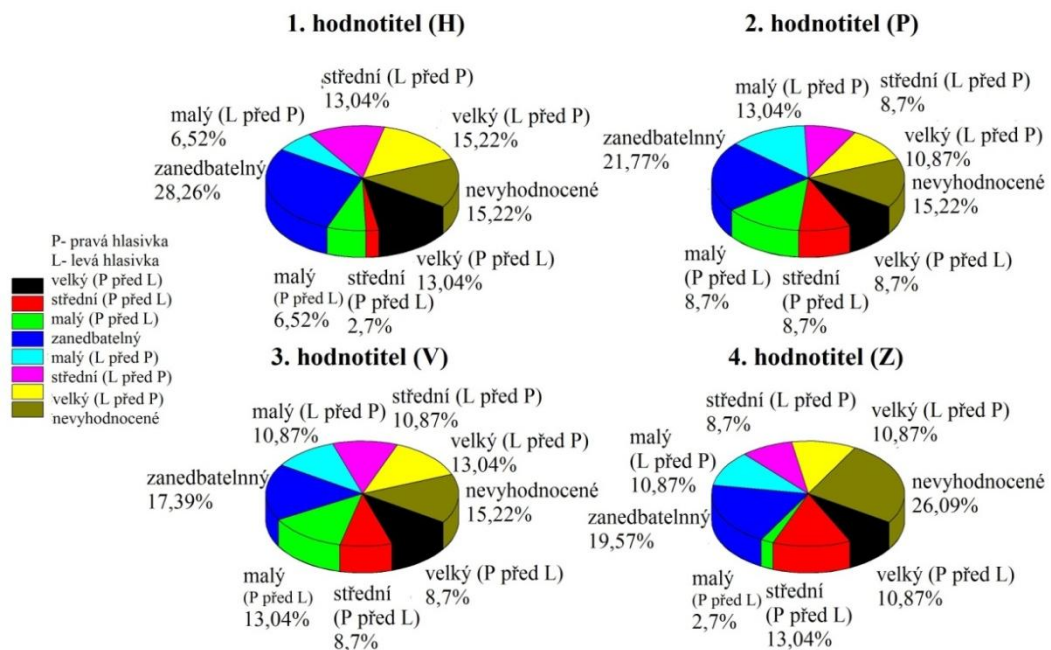 1. hodnotitel (H)
střední (L před P)
13,04%
malý (L před P)
6,52%
velký (L před P)
15,22%
zanedbatelný
28,26%
nevyhodnocené
15,22%
malý
(P před L)
6,52%
střední
(P před L)
2,7%
velký (P před L)
13,04%
2. hodnotitel (P)
malý (L před P)
13,04%
střední (L před P)
8,7%
zanedbatelnný
21,77%
velký (L před P)
10,87%
nevyhodnocené
15,22%
malý
(P před L)
8,7%
střední
(P před L)
8,7%
velký (P před L)
8,7%
P- pravá hlasivka
L- levá hlasivka
velký (P před L)
střední (P před L)
malý (P před L)
zanedbatelný
malý (L před P)
střední (L před P)
velký (L před P)
nevyhodnocené
3. hodnotitel (V)
malý (L před P)
10,87%
střední (L před P)
10,87%
velký (L před P)
13,04%
zanedbatelnný
17,39%
nevyhodnocené
15,22%
malý
(P před L)
13,04%
střední
(P před L)
8,7%
velký (P před L)
8,7%
4. hodnotitel (Z)
střední (L před P)
8,7%
velký (L před P)
10,87%
malý
(L před P)
10,87%
nevyhodnocené
26,09%
zanedbatelnný
19,57%
malý
(P před L)
2,7%
střední
(P před L)
13,04%
velký (P před L)
10,87%